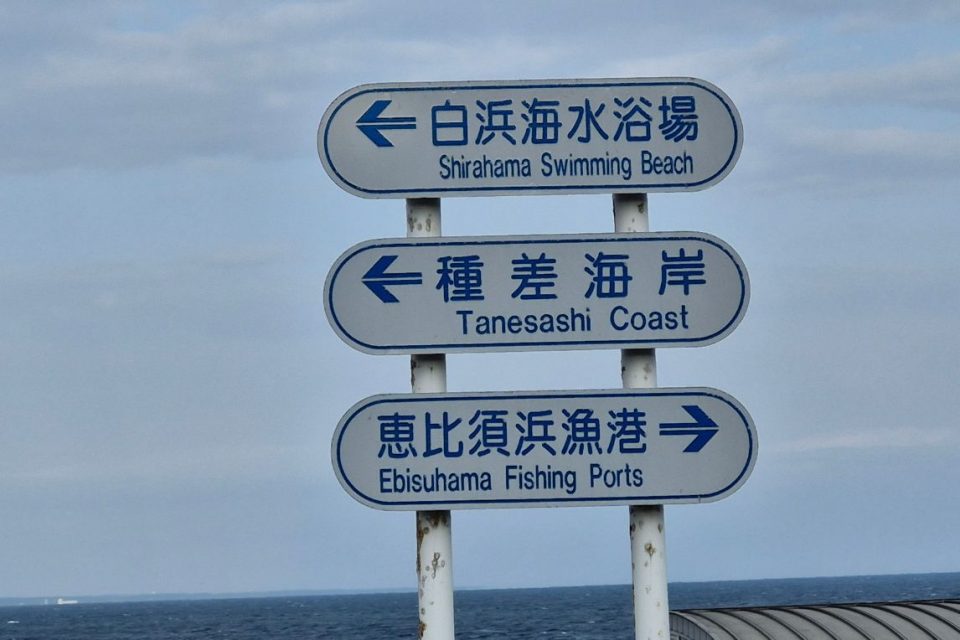 ← 白浜海水浴場
Shirahama Swimming Beach
← 種差海岸
Tanesashi Coast
恵比須浜漁港 →
Ebisuhama Fishing Ports